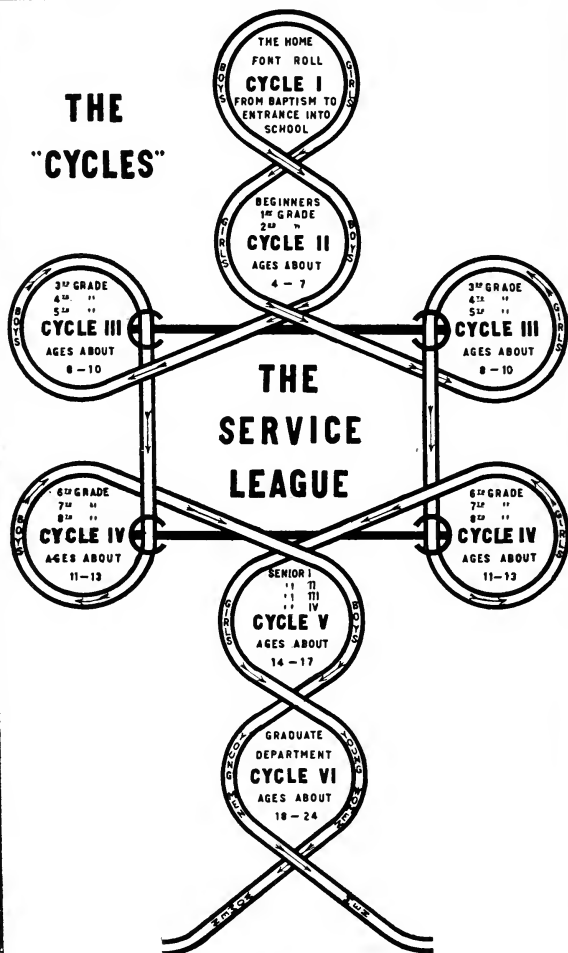 THE
"CYCLES"
THE HOME
FONT ROLL
CYCLE I
FROM BAPTISM TO
ENTRANCE INTO
SCHOOL
BOYS
GIRLS
BEGINNERS
1ST GRADE
2ND "
CYCLE II
AGES ABOUT
4-7
GIRLS
BOYS
3RD GRADE
4TH "
5TH "
CYCLE III
AGES ABOUT
8-10
BOYS
3RD GRADE
4TH "
5TH "
CYCLE III
AGES ABOUT
8-10
GIRLS
THE
SERVICE
LEAGUE
6TH GRADE
7TH "
8TH "
CYCLE IV
AGES ABOUT
11-13
BOYS
6TH GRADE
7TH "
8TH "
CYCLE IV
AGES ABOUT
11-13
GIRLS
SENIOR I
" II
" III
" IV
CYCLE V
AGES ABOUT
14-17
GIRLS
BOYS
GRADUATE
DEPARTMENT
CYCLE VI
AGES ABOUT
18-24
YOUNG MEN
YOUNG WOMEN
WOMEN
MEN